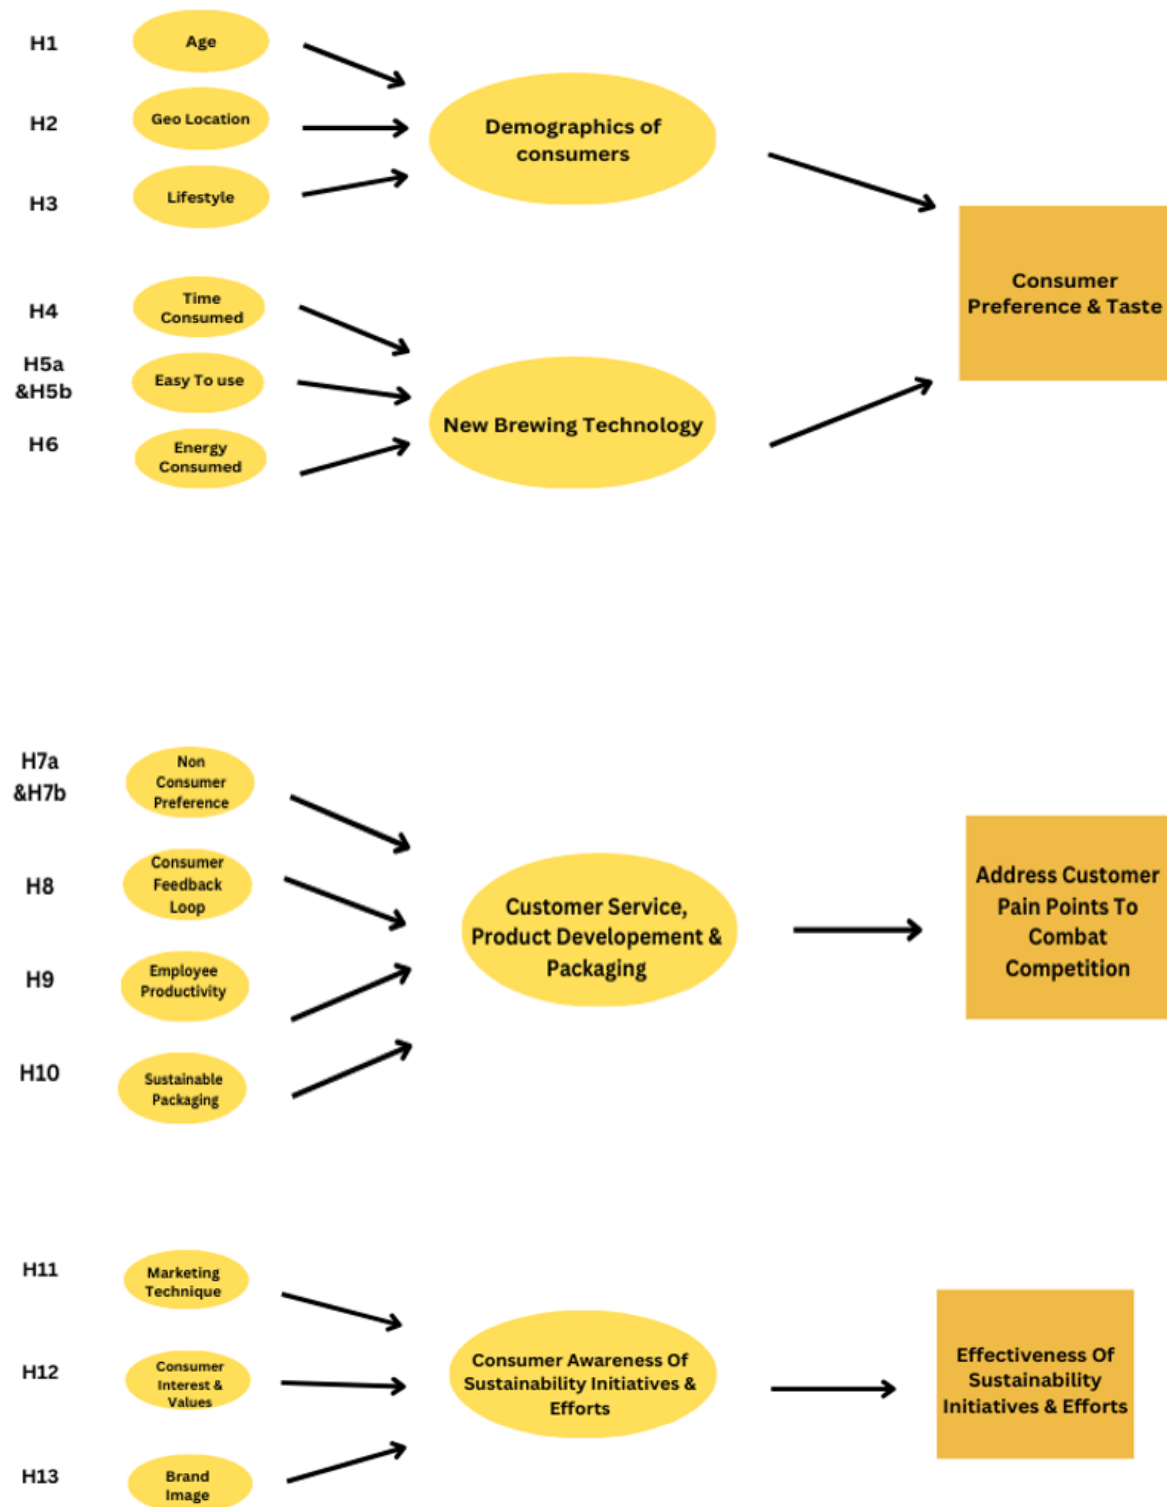 H1
Age
H2
Geo Location
H3
Lifestyle
Demographics of
consumers
H4
Time
Consumed
H5a
&H5b
Easy To use
H6
Energy
Consumed
New Brewing Technology
Consumer
Preference & Taste
H7a
&H7b
Non
Consumer
Preference
H8
Consumer
Feedback
Loop
H9
Employee
Productivity
H10
Sustainable
Packaging
Customer Service,
Product Developement &
Packaging
Address Customer
Pain Points To
Combat
Competition
H11
Marketing
Technique
H12
Consumer
Interest &
Values
H13
Brand
Image
Consumer Awareness Of
Sustainability Initiatives &
Efforts
Effectiveness Of
Sustainability
Initiatives & Efforts